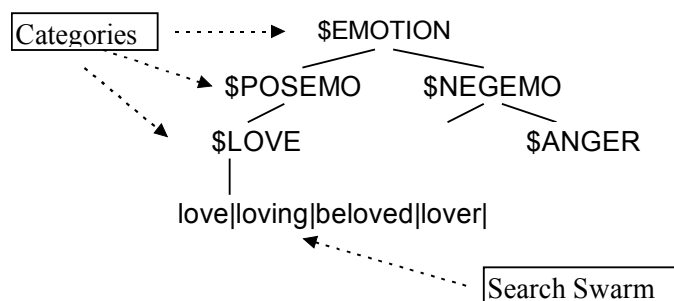 Categories
$EMOTION
$POSEMO $NEGEMO
$LOVE $ANGER
love|loving|beloved|lover|
Search Swarm